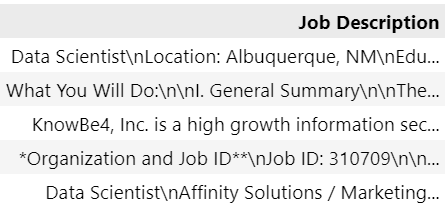 Job Description
Data Scientist\nLocation: Albuquerque, NM\nEdu...
What You Will Do:\n\nI. General Summary\n\nThe...
KnowBe4, Inc. is a high growth information sec...
*Organization and Job ID**\nJob ID: 310709\n\n...
Data Scientist\nAffinity Solutions / Marketing...